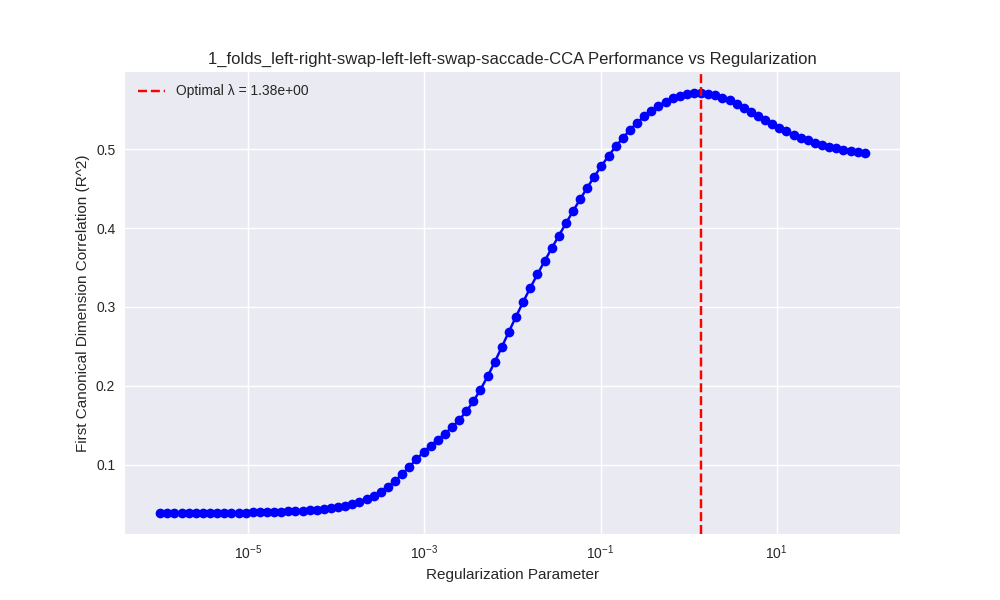 1_folds_left-right-swap-left-left-swap-saccade-CCA Performance vs Regularization
Optimal λ = 1.38e+00
First Canonical Dimension Correlation (R^2)
0.5
0.4
0.3
0.2
0.1
10⁻⁵
10⁻³
10⁻¹
10¹
Regularization Parameter